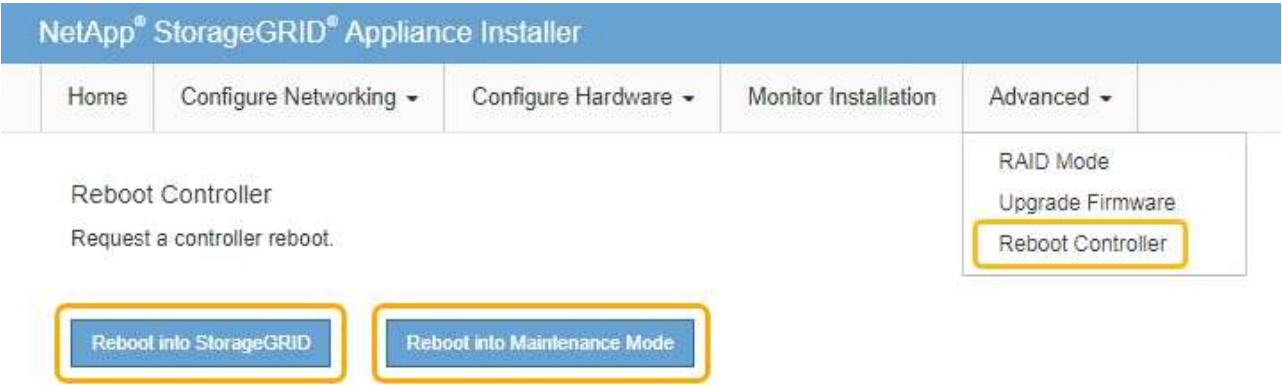 NetApp® StorageGRID® Appliance Installer
Home Configure Networking Configure Hardware Monitor Installation Advanced
RAID Mode
Upgrade Firmware
Reboot Controller
Reboot Controller
Request a controller reboot.
Reboot into StorageGRID Reboot into Maintenance Mode